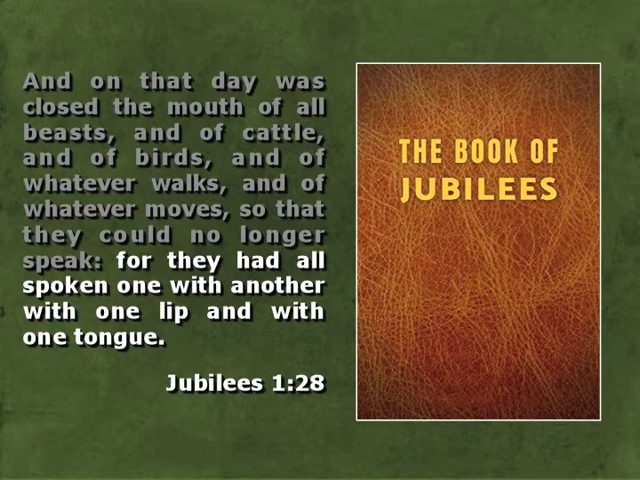 And on that day was
closed the mouth of all
beasts, and of cattle,
and of birds, and of
whatever walks, and of
whatever moves, so that
they could no longer
speak: for they had all
spoken one with another
with one lip and with
one tongue.
Jubilees 1:28
THE BOOK OF
JUBILEES